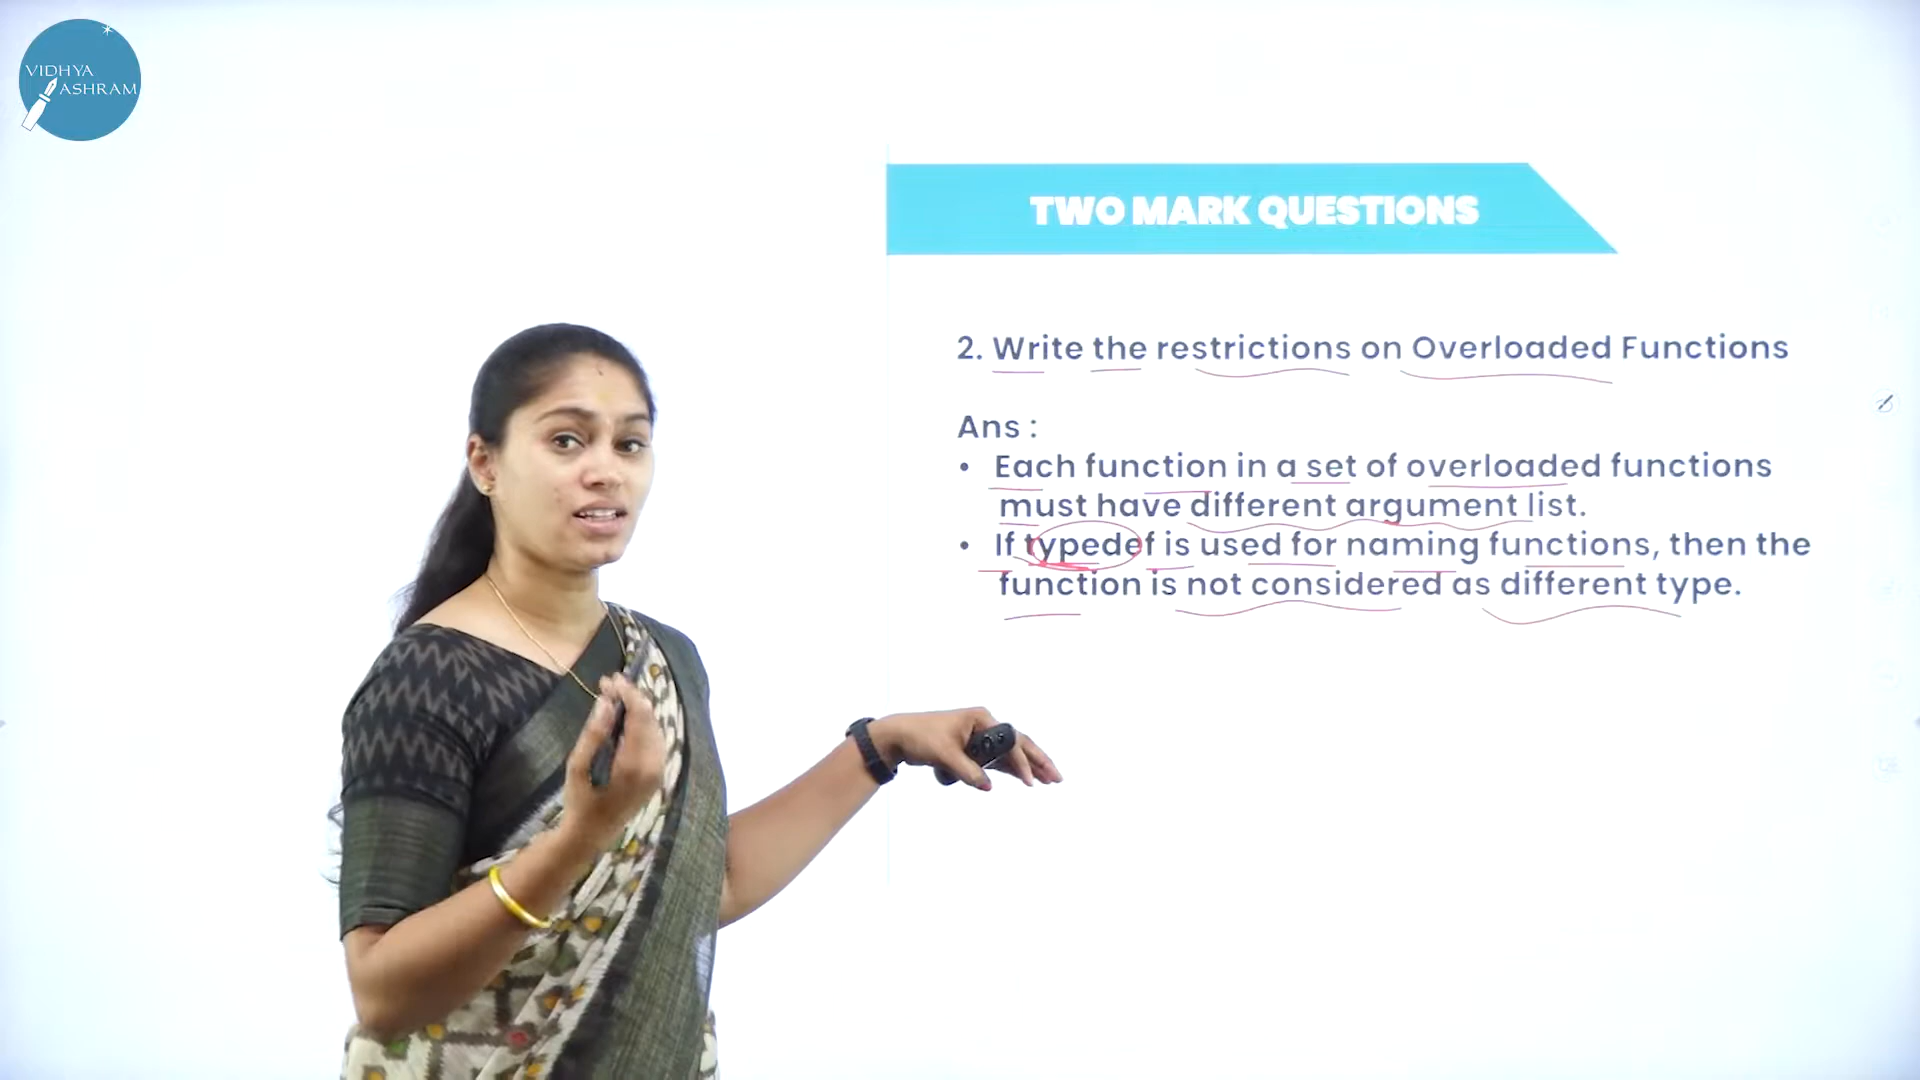 VIDHYA
ASHRAM
TWO MARK QUESTIONS
2. Write the restrictions on Overloaded Functions
Ans :
• Each function in a set of overloaded functions
must have different argument list.
• If typedef is used for naming functions, then the
function is not considered as different type.